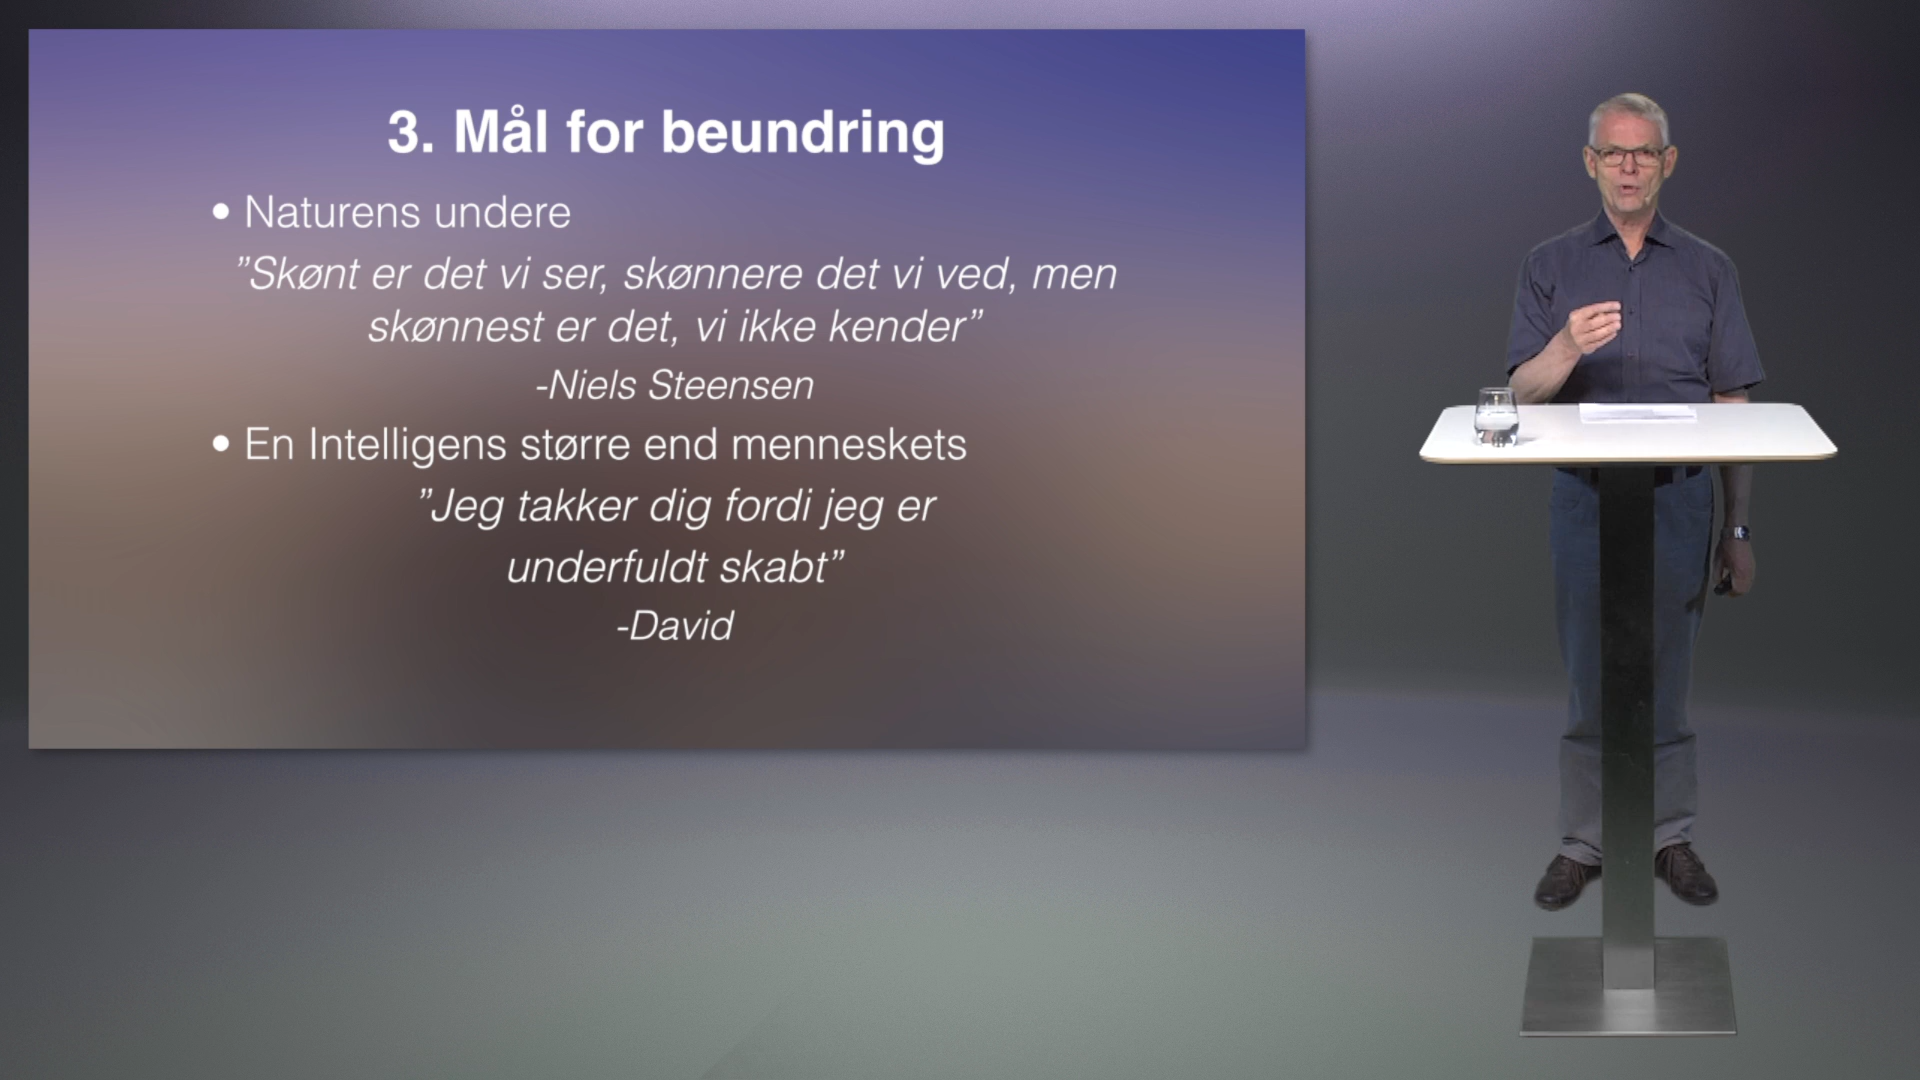 3. Mål for beundring
• Naturens undere
”Skønt er det vi ser, skønnere det vi ved, men
skønnest er det, vi ikke kender”
-Niels Steensen
• En Intelligens større end menneskets
”Jeg takker dig fordi jeg er
underfuldt skabt”
-David